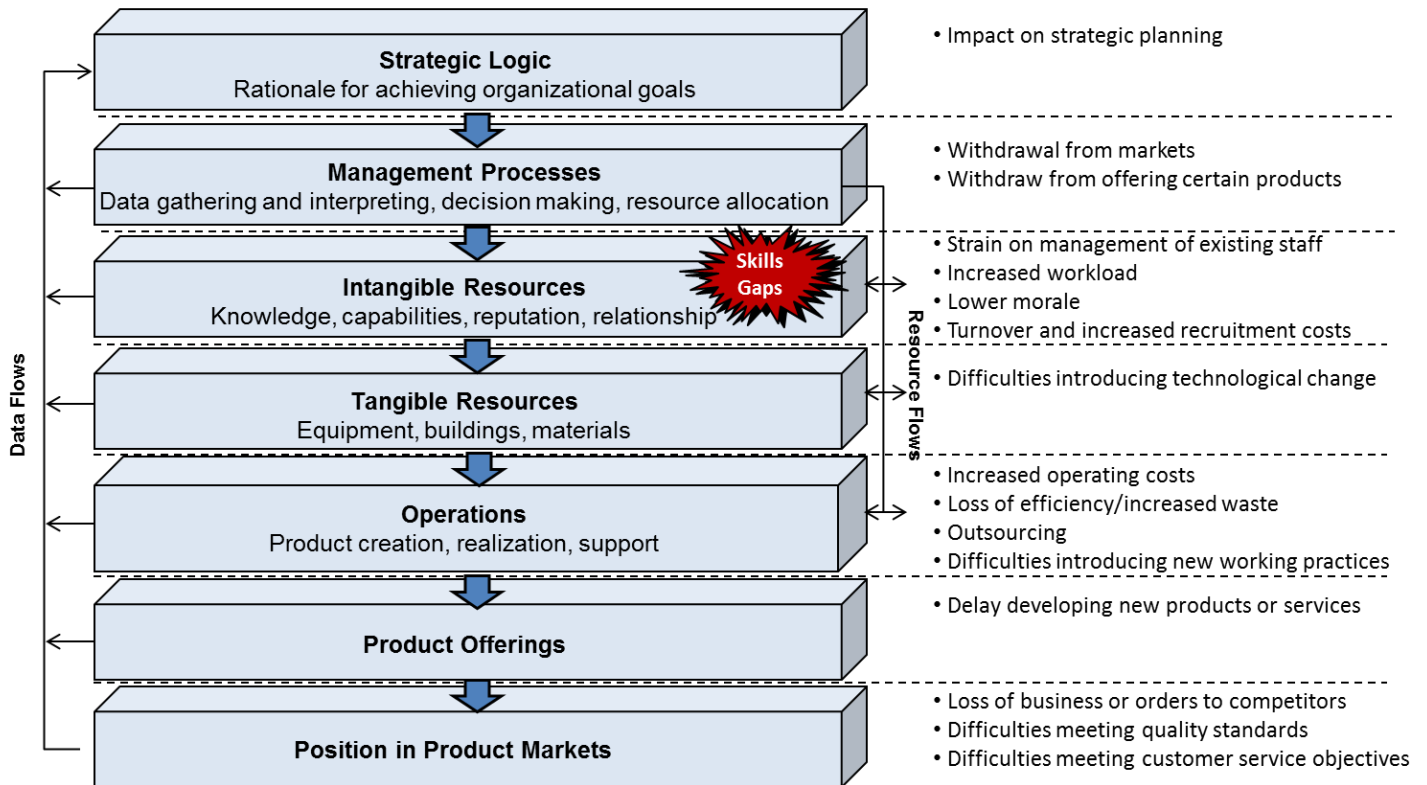 Strategic Logic
Rationale for achieving organizational goals
• Impact on strategic planning
Management Processes
Data gathering and interpreting, decision making, resource allocation
• Withdrawal from markets
• Withdraw from offering certain products
Skills
Gaps
Intangible Resources
Knowledge, capabilities, reputation, relationship
• Strain on management of existing staff
• Increased workload
• Lower morale
• Turnover and increased recruitment costs
Tangible Resources
Equipment, buildings, materials
• Difficulties introducing technological change
Operations
Product creation, realization, support
• Increased operating costs
• Loss of efficiency/increased waste
• Outsourcing
• Difficulties introducing new working practices
Product Offerings
• Delay developing new products or services
Position in Product Markets
• Loss of business or orders to competitors
• Difficulties meeting quality standards
• Difficulties meeting customer service objectives
Data Flows
Resource Flows